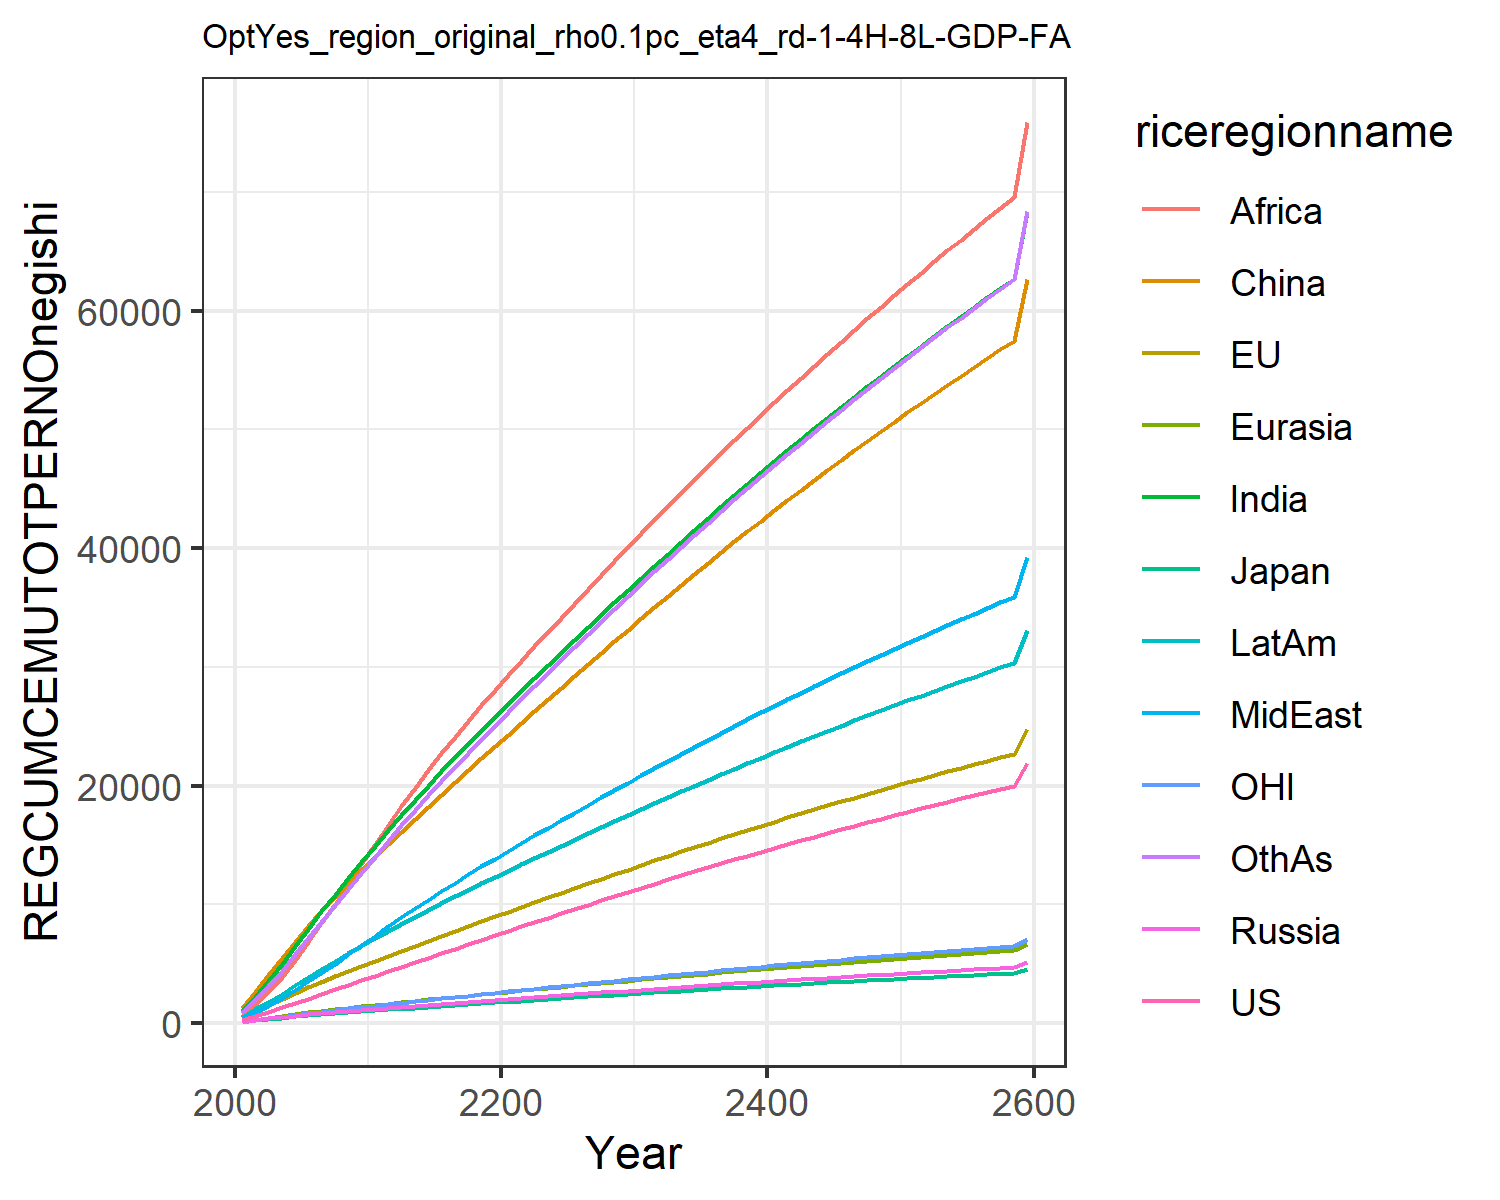 OptYes_region_original_rho0.1pc_eta4_rd-1-4H-8L-GDP-FA
REGCUMCEMUTOTPERNOnegishi
60000
40000
20000
0
2000
2200
2400
2600
Year
riceregionname
Africa
China
EU
Eurasia
India
Japan
LatAm
MidEast
OHI
OthAs
Russia
US